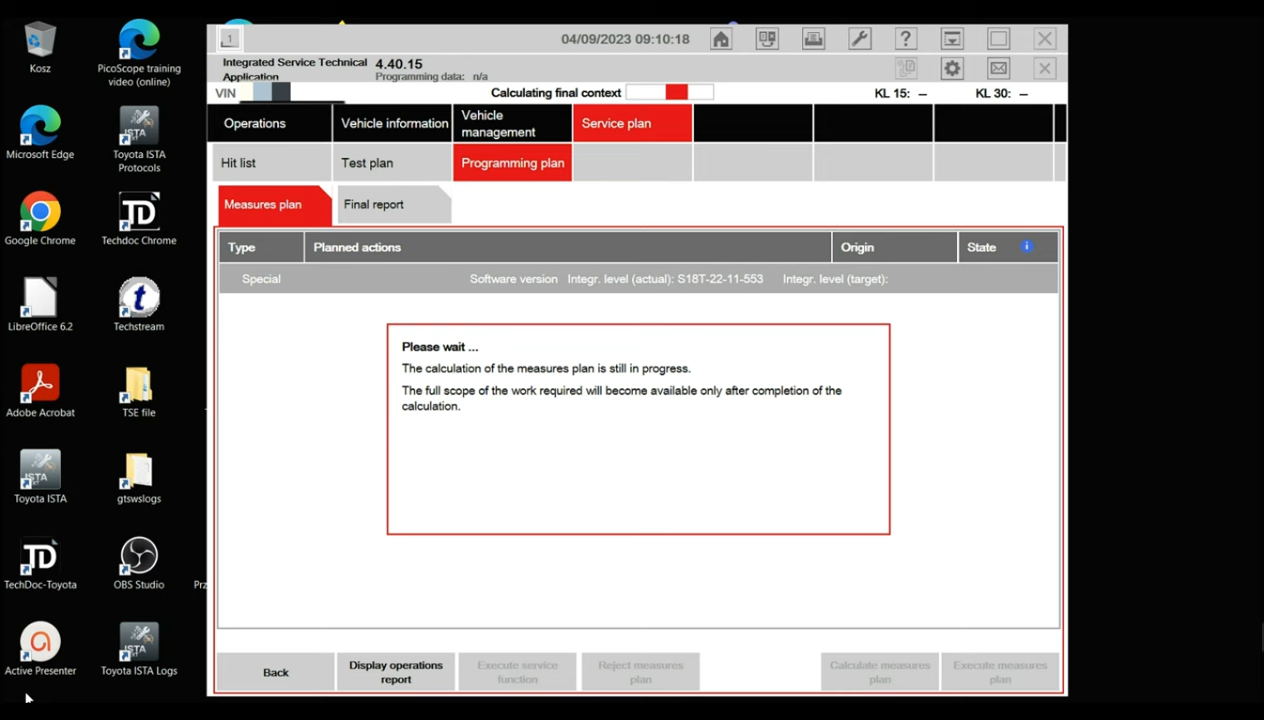 Kosz
PicoScope training
video (online)
Microsoft Edge
Toyota ISTA
Protocols
Google Chrome
Techdoc Chrome
LibreOffice 6.2
Techstream
Adobe Acrobat
TSE file
ISTA
Toyota ISTA
gtswslogs
TD
TechDoc-Toyota
OBS Studio
Active Presenter
ISTA
Toyota ISTA Logs
1
04/09/2023 09:10:18
Integrated Service Technical
Application
4.40.15
Programming data: n/a
VIN
Calculating final context
KL 15: –
KL 30: –
Operations
Vehicle information
Vehicle
management
Service plan
Hit list
Test plan
Programming plan
Measures plan
Final report
Type
Planned actions
Origin
State
Special
Software version Integr. level (actual): S18T-22-11-553 Integr. level (target):
Please wait ...
The calculation of the measures plan is still in progress.
The full scope of the work required will become available only after completion of the
calculation.
Back
Display operations
report
Execute service
function
Reject measures
plan
Calculate measures
plan
Execute measures
plan